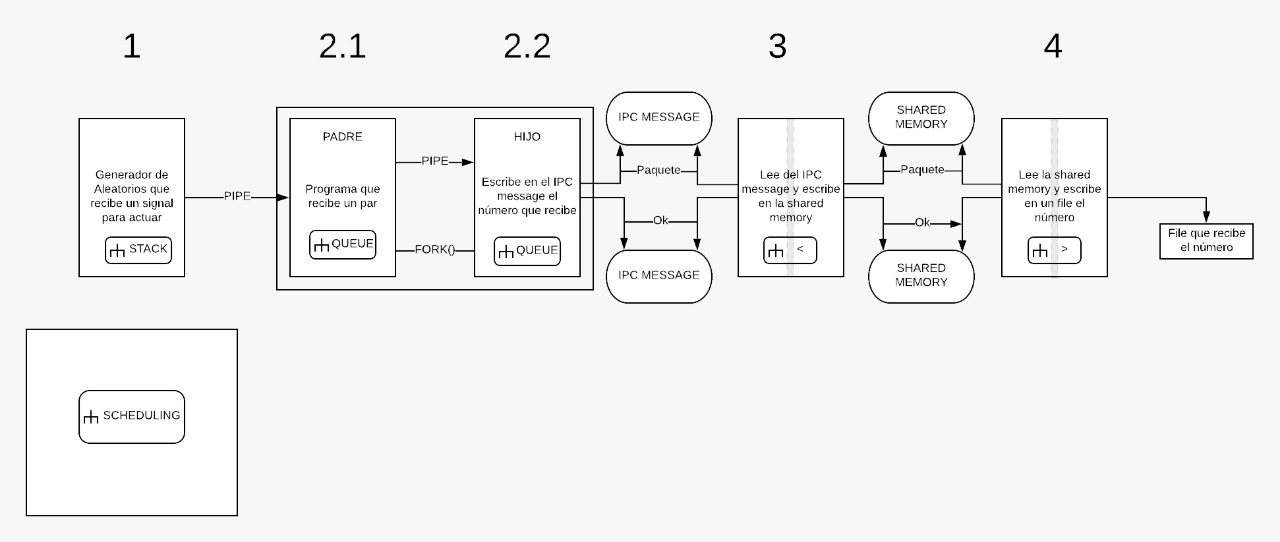 1
2.1
2.2
3
4
Generador de
Aleatorios que
recibe un signal
para actuar
STACK
PIPE
PADRE
Programa que
recibe un par
QUEUE
PIPE
FORK()
HIJO
Escribe en el IPC
message el
número que recibe
QUEUE
IPC MESSAGE
Paquete
Ok
IPC MESSAGE
Lee del IPC
message y escribe
en la shared
memory
<
SHARED
MEMORY
Paquete
Ok
SHARED
MEMORY
Lee la shared
memory y escribe
en un file el
número
>
File que recibe
el número
SCHEDULING